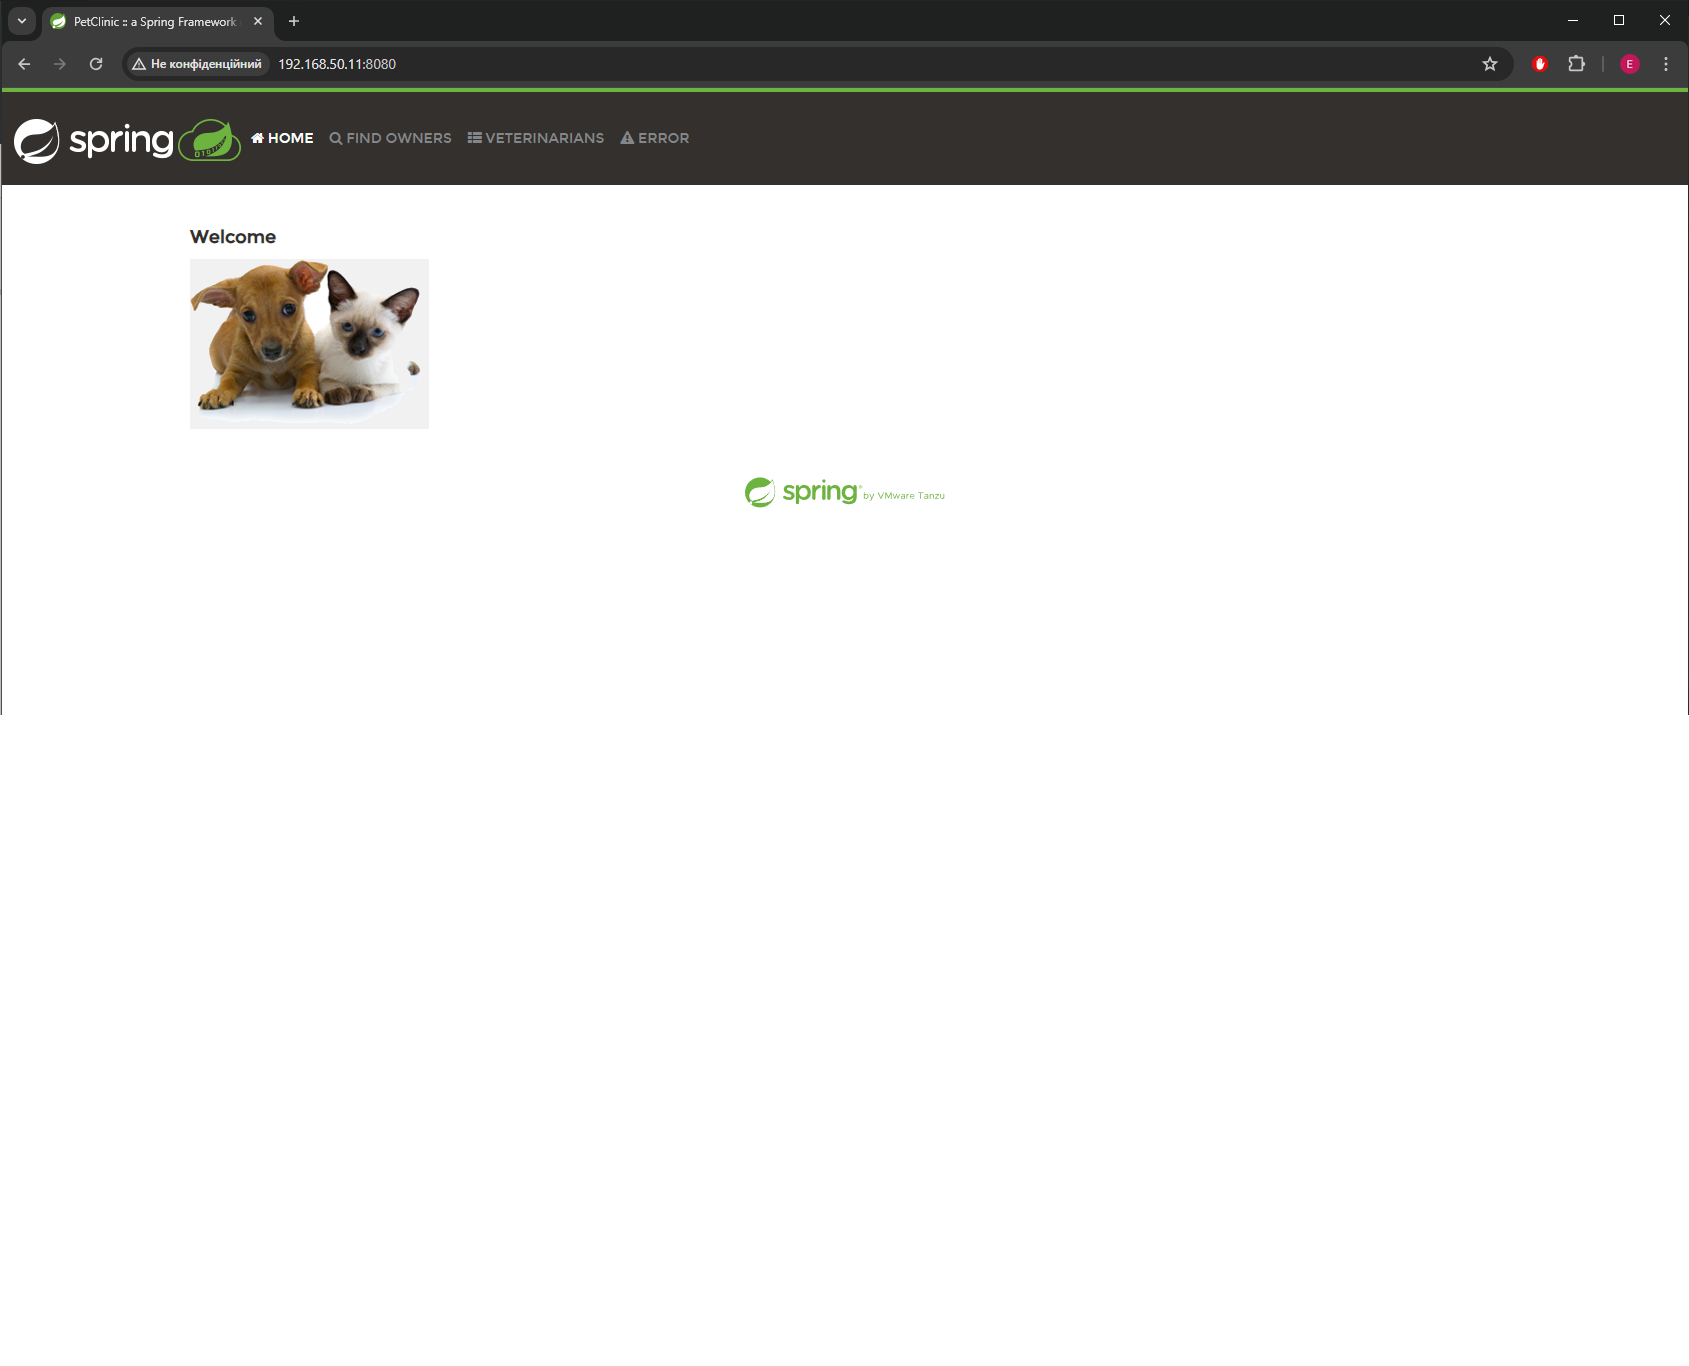 PetClinic :: a Spring Framework
Не конфіденційний
192.168.50.11:8080
E
spring
HOME
FIND OWNERS
VETERINARIANS
ERROR
Welcome
spring® by VMware Tanzu